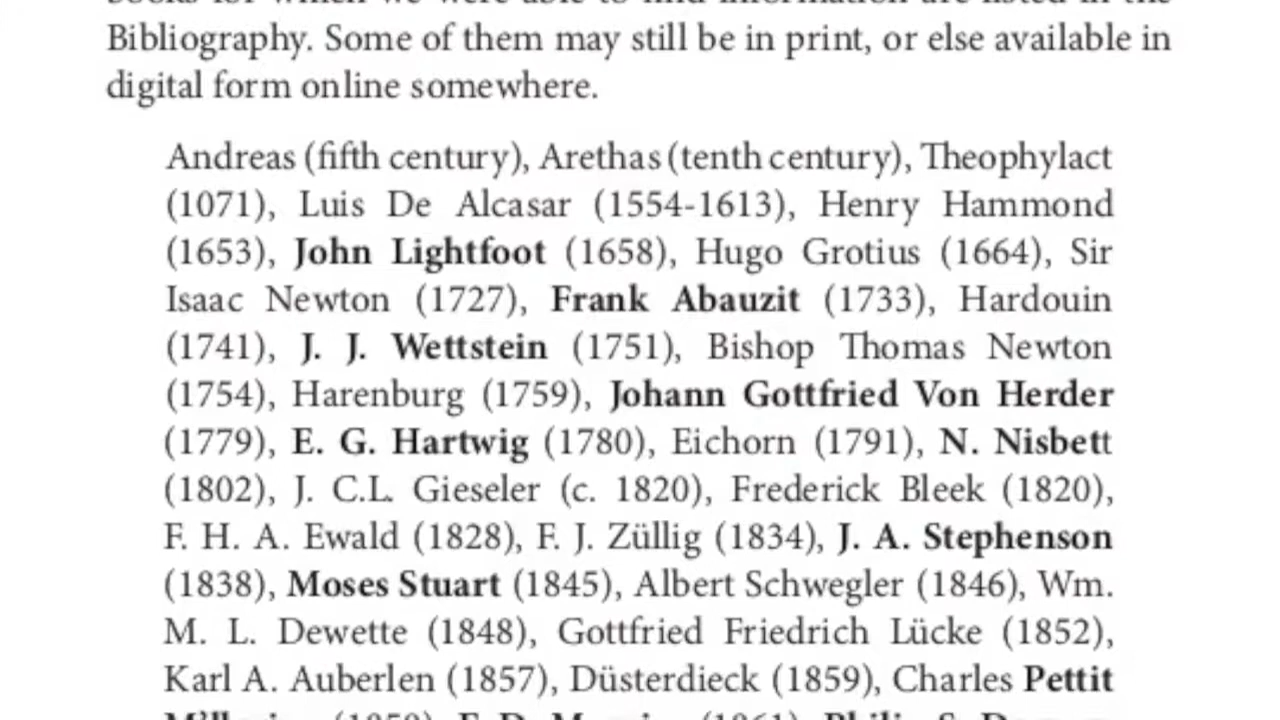 Bibliography. Some of them may still be in print, or else available in
digital form online somewhere.
Andreas (fifth century), Arethas (tenth century), Theophylact
(1071), Luis De Alcasar (1554-1613), Henry Hammond
(1653), John Lightfoot (1658), Hugo Grotius (1664), Sir
Isaac Newton (1727), Frank Abauzit (1733), Hardouin
(1741), J. J. Wettstein (1751), Bishop Thomas Newton
(1754), Harenburg (1759), Johann Gottfried Von Herder
(1779), E. G. Hartwig (1780), Eichorn (1791), N. Nisbett
(1802), J. C.L. Gieseler (c. 1820), Frederick Bleek (1820),
F. H. A. Ewald (1828), F. J. Züllig (1834), J. A. Stephenson
(1838), Moses Stuart (1845), Albert Schwegler (1846), Wm.
M. L. Dewette (1848), Gottfried Friedrich Lücke (1852),
Karl A. Auberlen (1857), Düsterdieck (1859), Charles Pettit